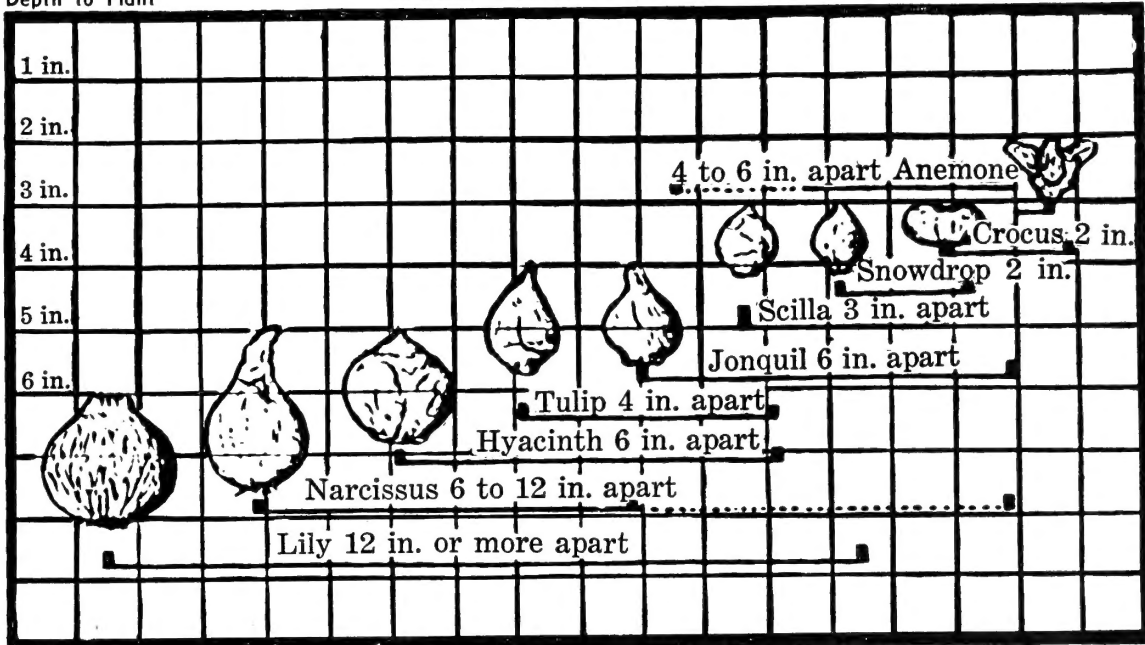 Depth to Plant
1 in.
2 in.
3 in.
4 in.
5 in.
6 in.
4 to 6 in. apart Anemone
Crocus 2 in.
Snowdrop 2 in.
Scilla 3 in. apart
Jonquil 6 in. apart
Tulip 4 in. apart
Hyacinth 6 in. apart
Narcissus 6 to 12 in. apart
Lily 12 in. or more apart